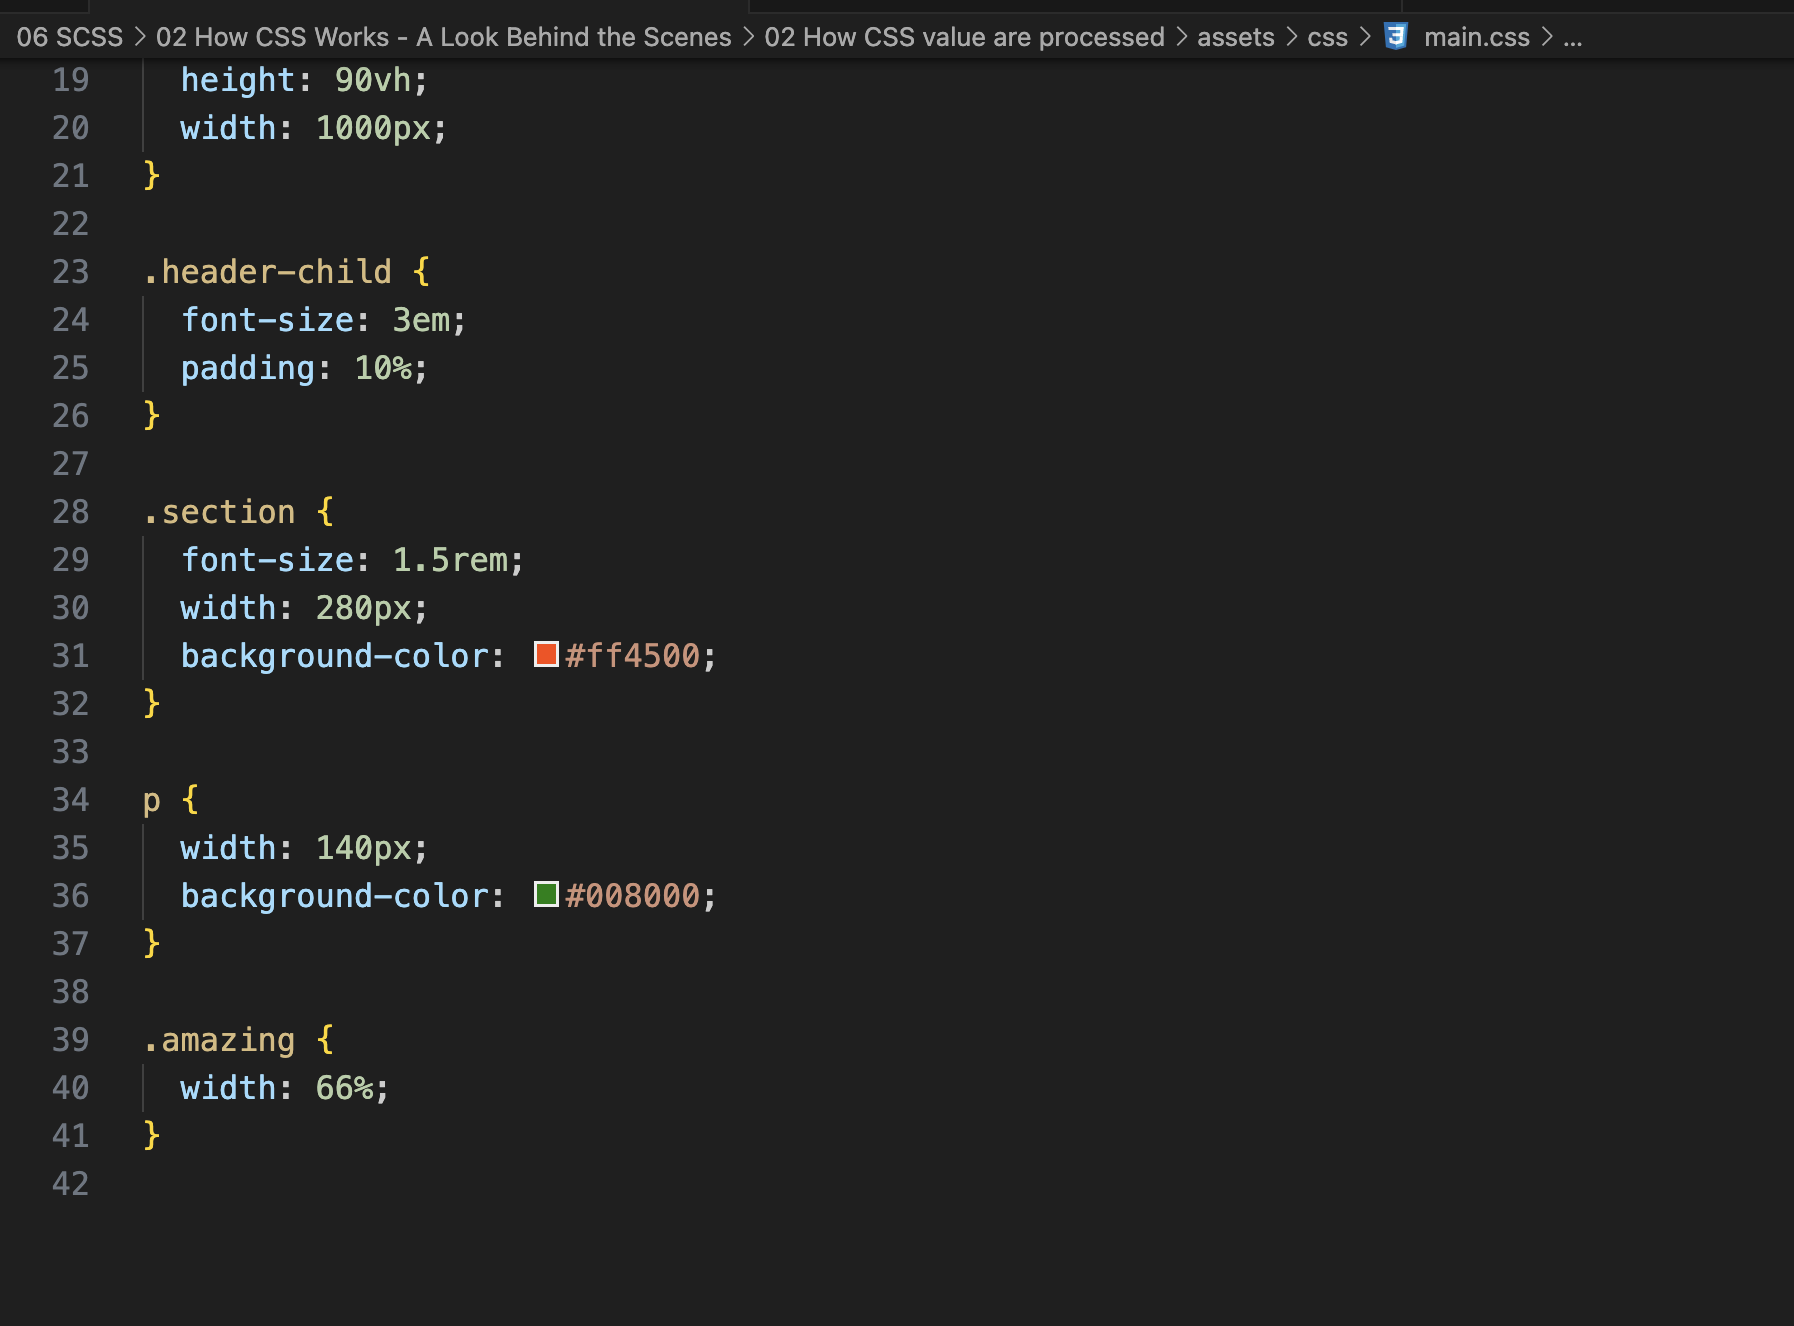 06 SCSS > 02 How CSS Works - A Look Behind the Scenes > 02 How CSS value are processed > assets > css > main.css > ...
19 height: 90vh;
20 width: 1000px;
21 }
22
23 .header-child {
24 font-size: 3em;
25 padding: 10%;
26 }
27
28 .section {
29 font-size: 1.5rem;
30 width: 280px;
31 background-color: #ff4500;
32 }
33
34 p {
35 width: 140px;
36 background-color: #008000;
37 }
38
39 .amazing {
40 width: 66%;
41 }
42